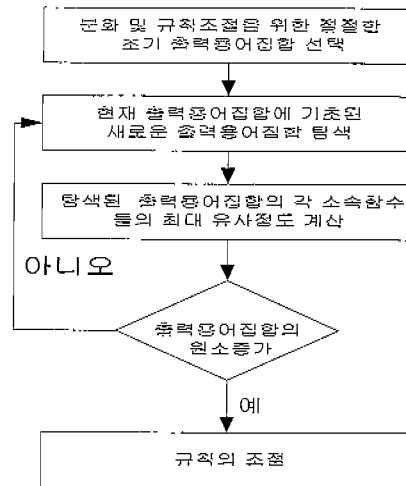 분화 및 규칙조절을 위한 적절한
초기 출력용어집합 선택
현재 출력용어집합에 기초된
새로운 출력용어집합 탐색
탐색된 출력용어집합의 각 소속함수
들의 최대 유사정도 계산
아니오
출력용어집합의
원소증가
예
규칙의 조절